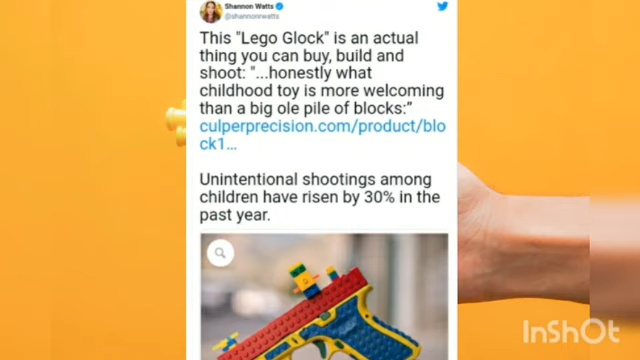 Shannon Watts
@shannonrwatts
This "Lego Glock" is an actual
thing you can buy, build and
shoot: "...honestly what
childhood toy is more welcoming
than a big ole pile of blocks:”
culperprecision.com/product/blo
ck1...
Unintentional shootings among
children have risen by 30% in the
past year.
InShOt